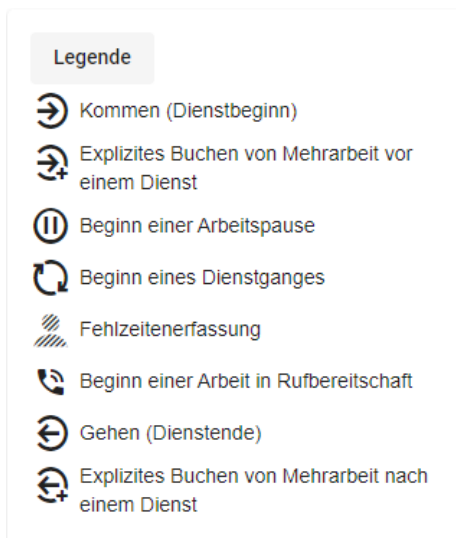 Legende
Kommen (Dienstbeginn)
Explizites Buchen von Mehrarbeit vor
einem Dienst
Beginn einer Arbeitspause
Beginn eines Dienstganges
Fehlzeitenerfassung
Beginn einer Arbeit in Rufbereitschaft
Gehen (Dienstende)
Explizites Buchen von Mehrarbeit nach
einem Dienst